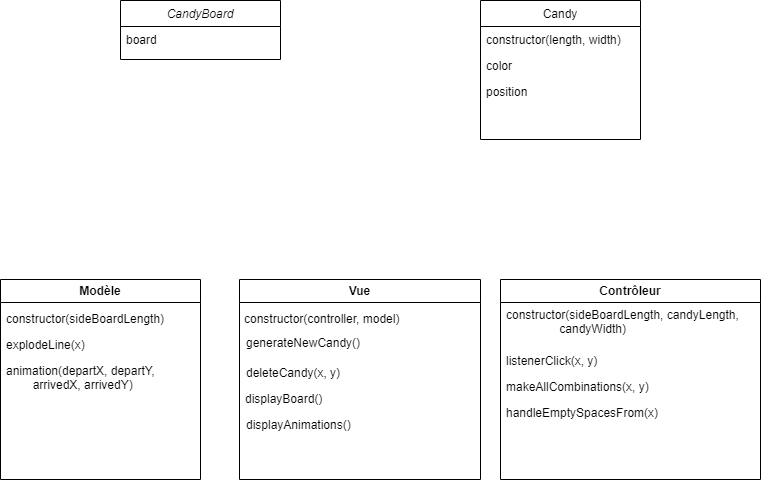 CandyBoard
board
Candy
constructor(length, width)
color
position
Modèle
constructor(sideBoardLength)
explodeLine(x)
animation(departX, departY,
arrivedX, arrivedY)
Vue
constructor(controller, model)
generateNewCandy()
deleteCandy(x, y)
displayBoard()
displayAnimations()
Contrôleur
constructor(sideBoardLength, candyLength,
candyWidth)
listenerClick(x, y)
makeAllCombinations(x, y)
handleEmptySpacesFrom(x)